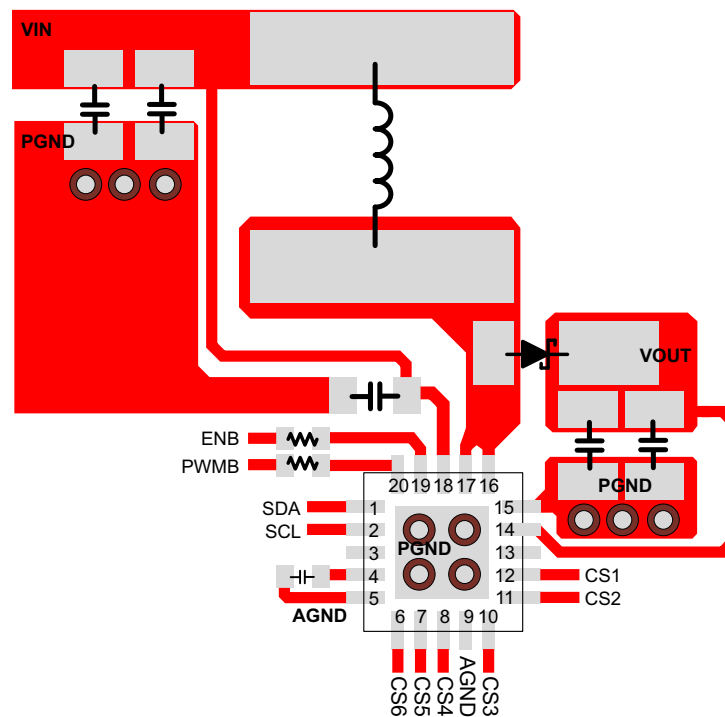 VIN
PGND
VOUT
ENB
PWMB
20 19 18 17 16
PGND
SDA 1
SCL 2
3
4
5
AGND
15
14
13
12 CS1
11 CS2
PGND
6 7 8 9 10
CS6
CS5
CS4
AGND
CS3